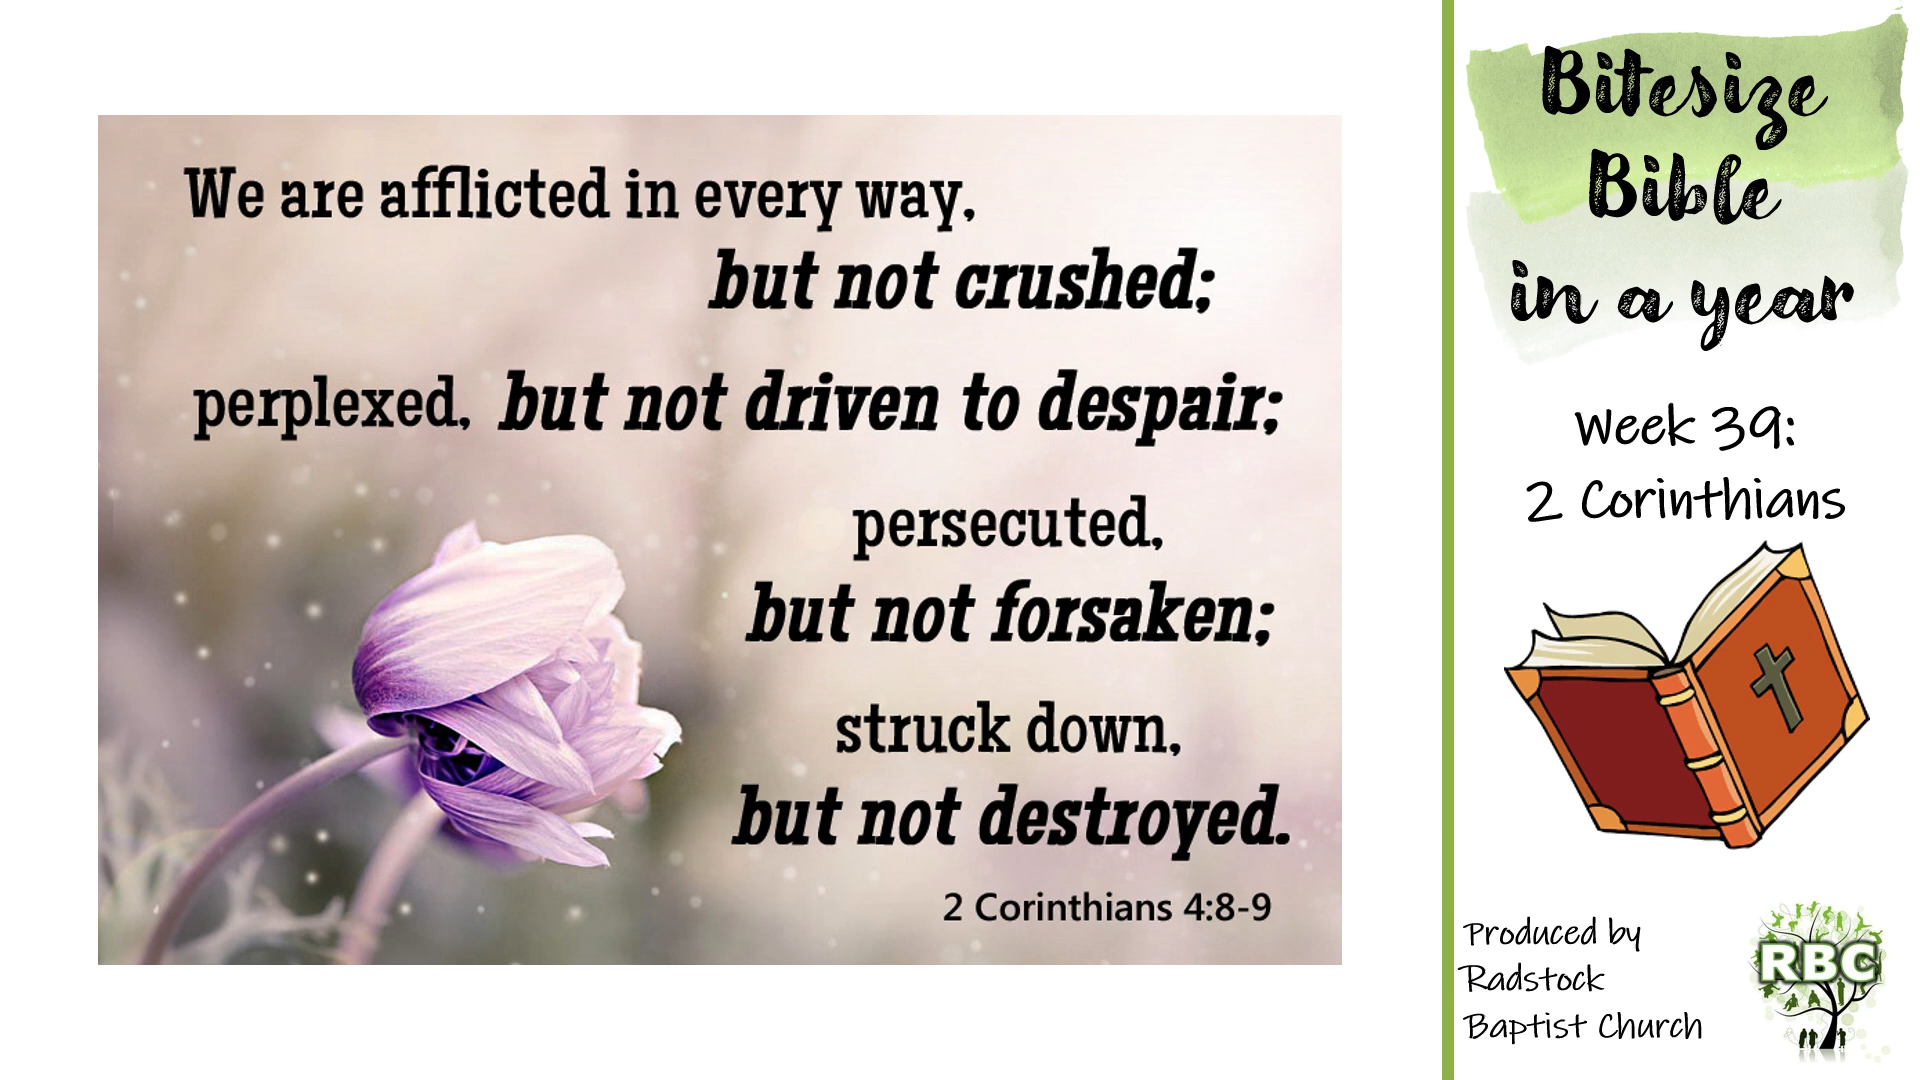 We are afflicted in every way,
but not crushed;
perplexed, but not driven to despair;
persecuted,
but not forsaken;
struck down,
but not destroyed.
2 Corinthians 4:8-9
Bitesize
Bible
in a year
Week 39:
2 Corinthians
Produced by
Radstock
Baptist Church
RBC